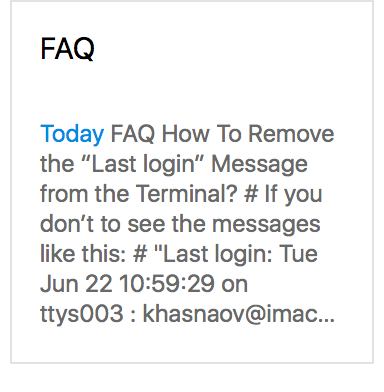 FAQ
Today FAQ How To Remove
the “Last login” Message
from the Terminal? # If you
don’t to see the messages
like this: # "Last login: Tue
Jun 22 10:59:29 on
ttys003 : khasnaov@imac...